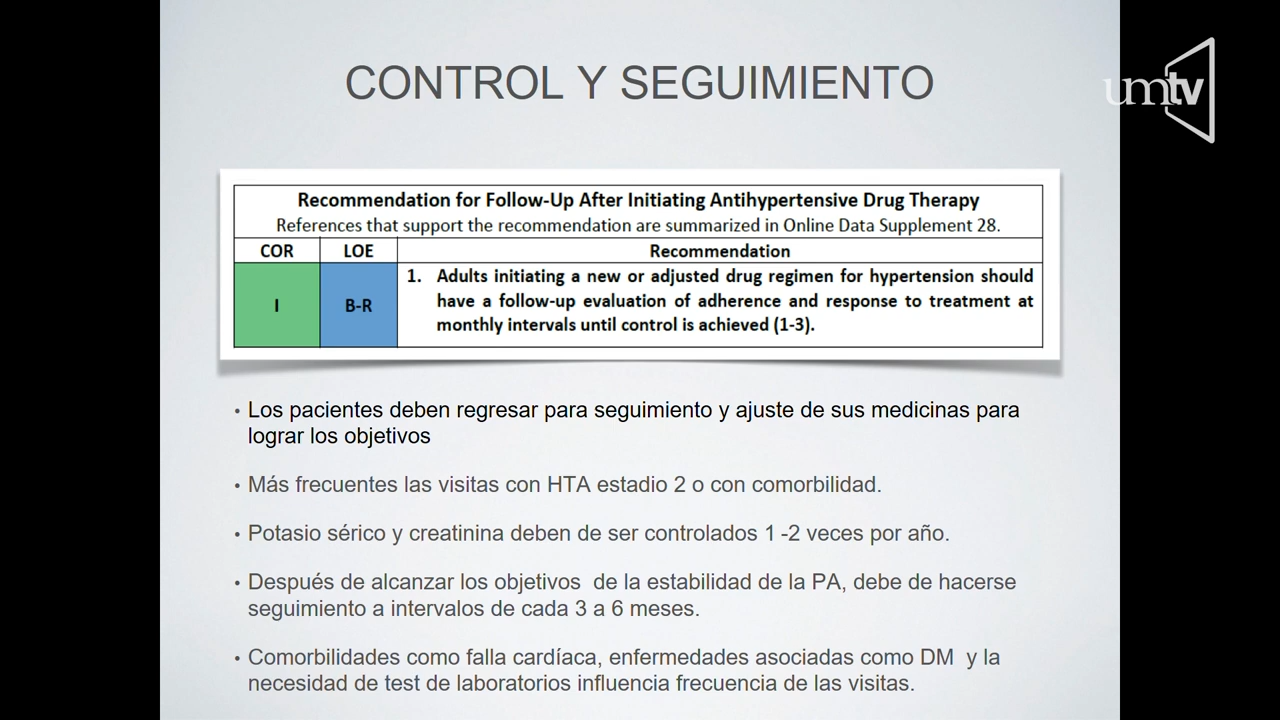 CONTROL Y SEGUIMIENTO
umtv
Recommendation for Follow-Up After Initiating Antihypertensive Drug Therapy
References that support the recommendation are summarized in Online Data Supplement 28.
COR LOE Recommendation
I B-R 1. Adults initiating a new or adjusted drug regimen for hypertension should
have a follow-up evaluation of adherence and response to treatment at
monthly intervals until control is achieved (1-3).
• Los pacientes deben regresar para seguimiento y ajuste de sus medicinas para
lograr los objetivos
• Más frecuentes las visitas con HTA estadio 2 o con comorbilidad.
• Potasio sérico y creatinina deben de ser controlados 1 -2 veces por año.
• Después de alcanzar los objetivos de la estabilidad de la PA, debe de hacerse
seguimiento a intervalos de cada 3 a 6 meses.
• Comorbilidades como falla cardíaca, enfermedades asociadas como DM y la
necesidad de test de laboratorios influencia frecuencia de las visitas.